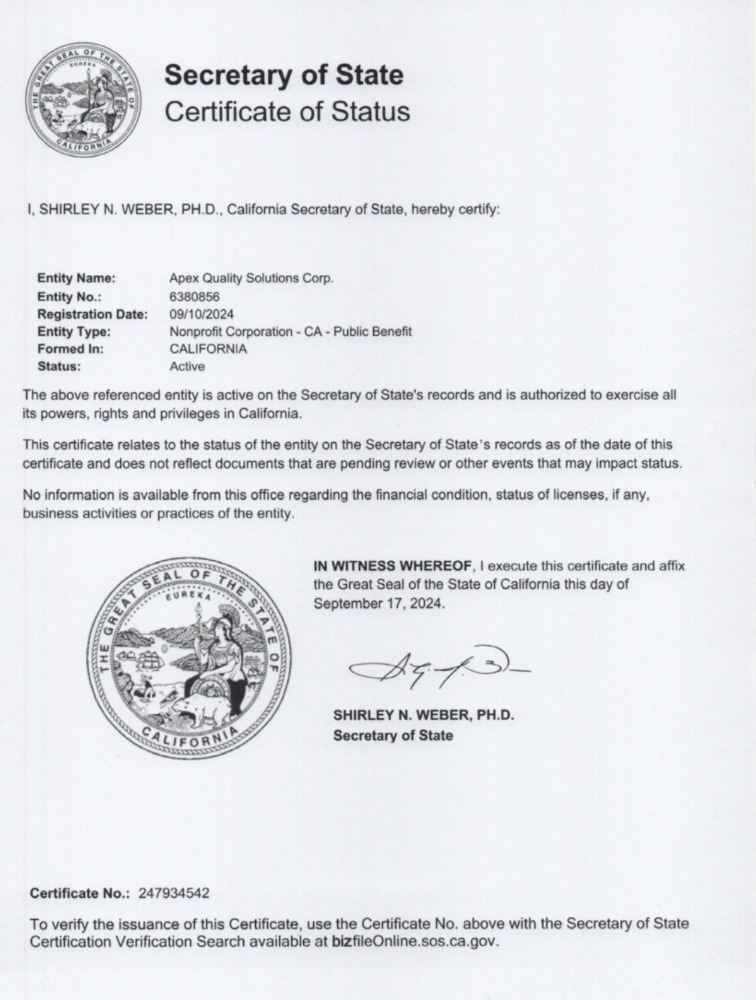 THE GREAT SEAL OF THE STATE OF CALIFORNIA
EUREKA
Secretary of State
Certificate of Status
I, SHIRLEY N. WEBER, PH.D., California Secretary of State, hereby certify:
Entity Name: Apex Quality Solutions Corp.
Entity No.: 6380856
Registration Date: 09/10/2024
Entity Type: Nonprofit Corporation - CA - Public Benefit
Formed In: CALIFORNIA
Status: Active
The above referenced entity is active on the Secretary of State's records and is authorized to exercise all
its powers, rights and privileges in California.
This certificate relates to the status of the entity on the Secretary of State's records as of the date of this
certificate and does not reflect documents that are pending review or other events that may impact status.
No information is available from this office regarding the financial condition, status of licenses, if any,
business activities or practices of the entity.
THE GREAT SEAL OF THE STATE OF CALIFORNIA
EUREKA
IN WITNESS WHEREOF, I execute this certificate and affix
the Great Seal of the State of California this day of
September 17, 2024.
SHIRLEY N. WEBER, PH.D.
Secretary of State
Certificate No.: 247934542
To verify the issuance of this Certificate, use the Certificate No. above with the Secretary of State
Certification Verification Search available at bizfileOnline.sos.ca.gov.